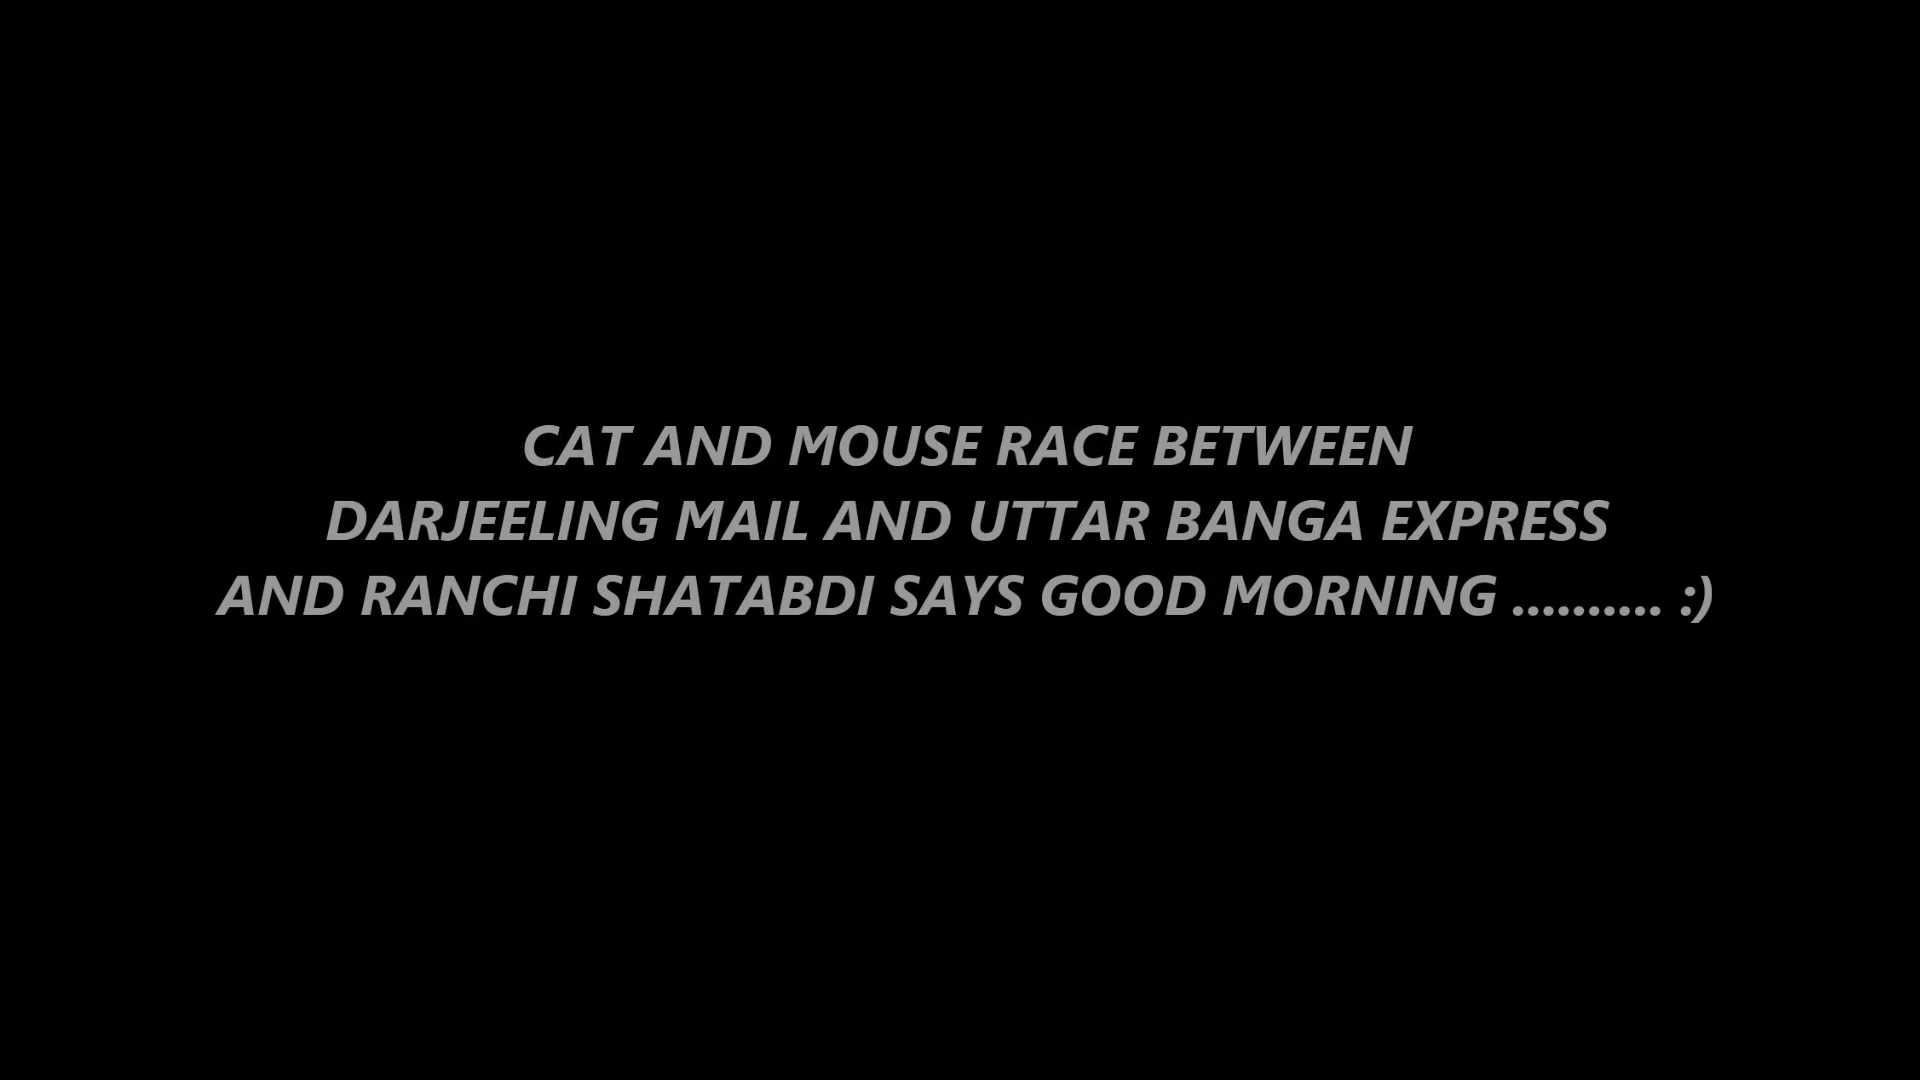 CAT AND MOUSE RACE BETWEEN
DARJEELING MAIL AND UTTAR BANGA EXPRESS
AND RANCHI SHATABDI SAYS GOOD MORNING .......... :)